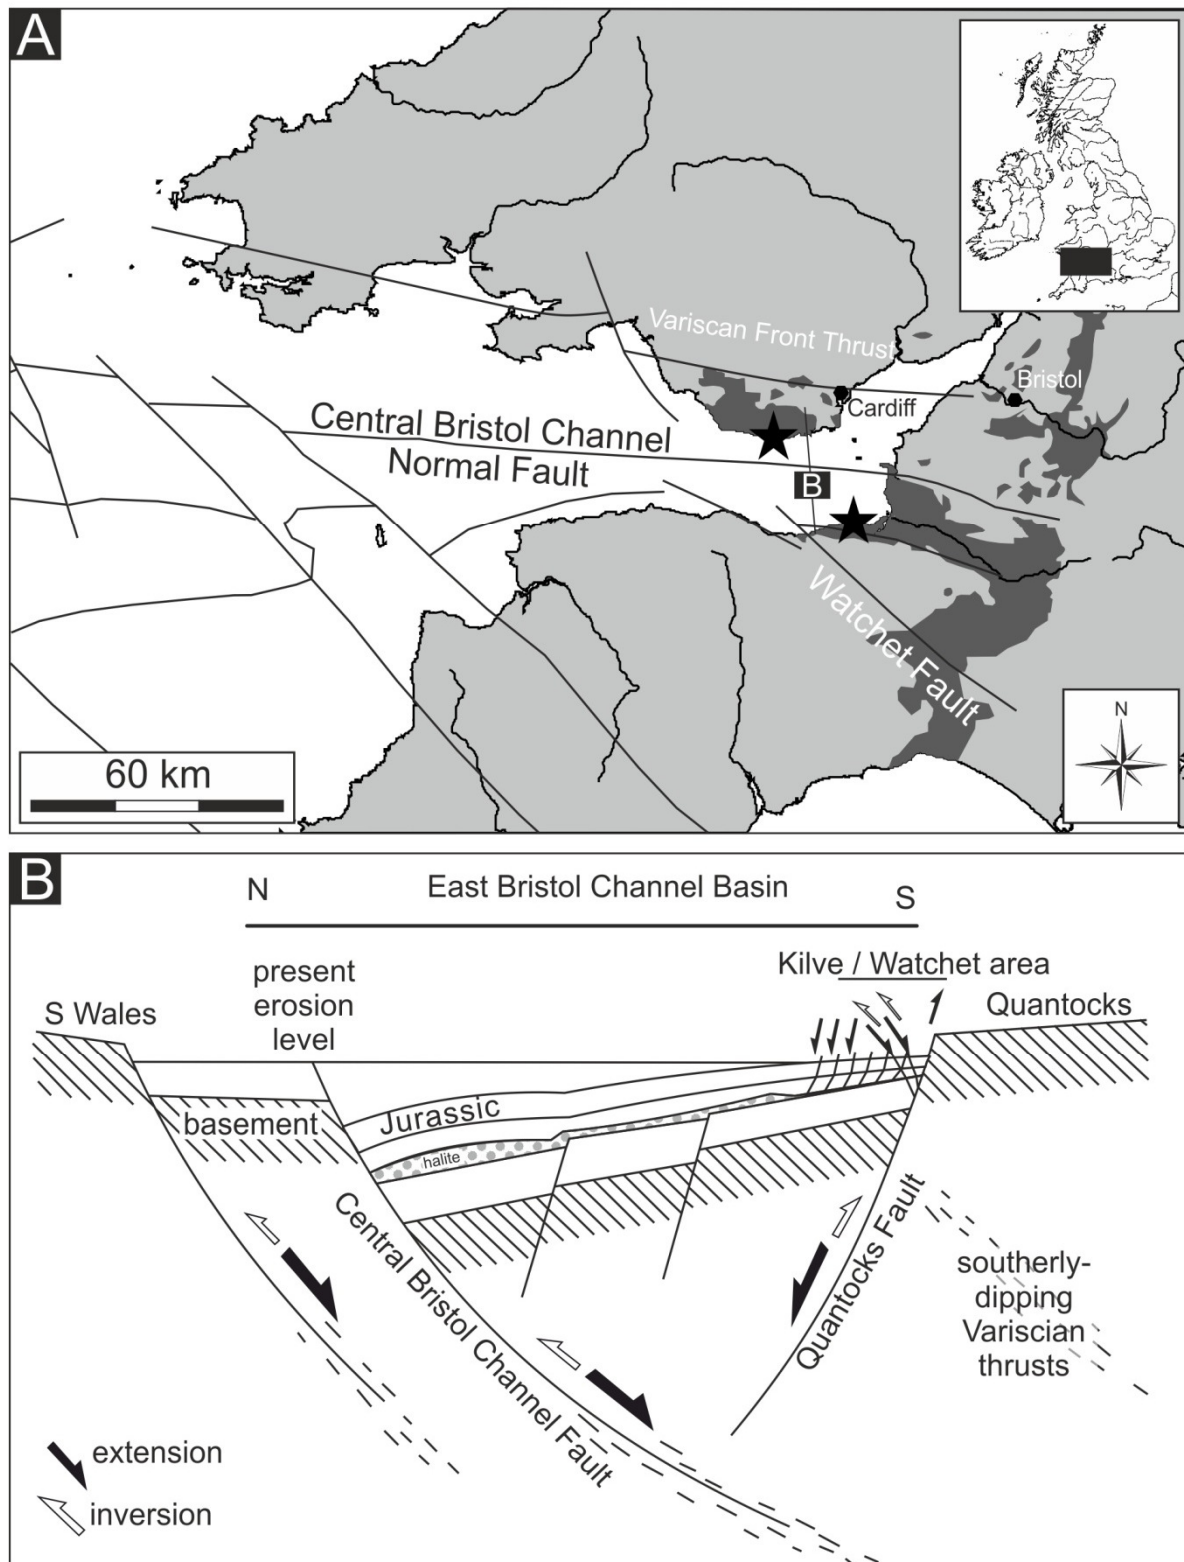 A
Variscan Front Thrust
Bristol
Cardiff
Central Bristol Channel
Normal Fault
B
Watchet Fault
60 km
N
B
East Bristol Channel Basin
N
S
Kilve / Watchet area
present
erosion
level
S Wales
Quantocks
Jurassic
basement
halite
Central Bristol Channel Fault
Quantocks Fault
southerly-
dipping
Variscian
thrusts
extension
inversion